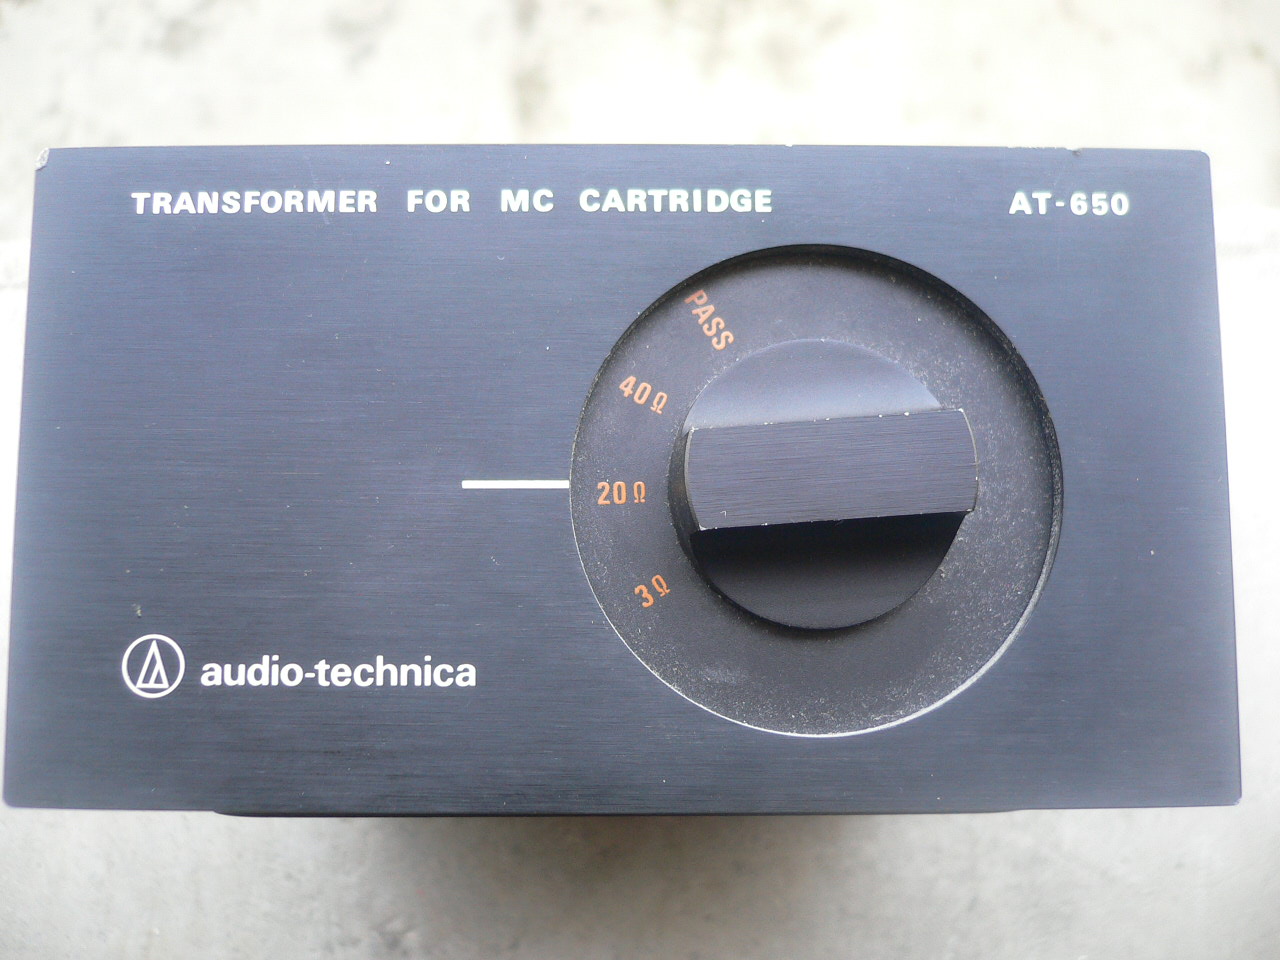 TRANSFORMER FOR MC CARTRIDGE AT-650
PASS
40Ω
20Ω
3Ω
audio-technica